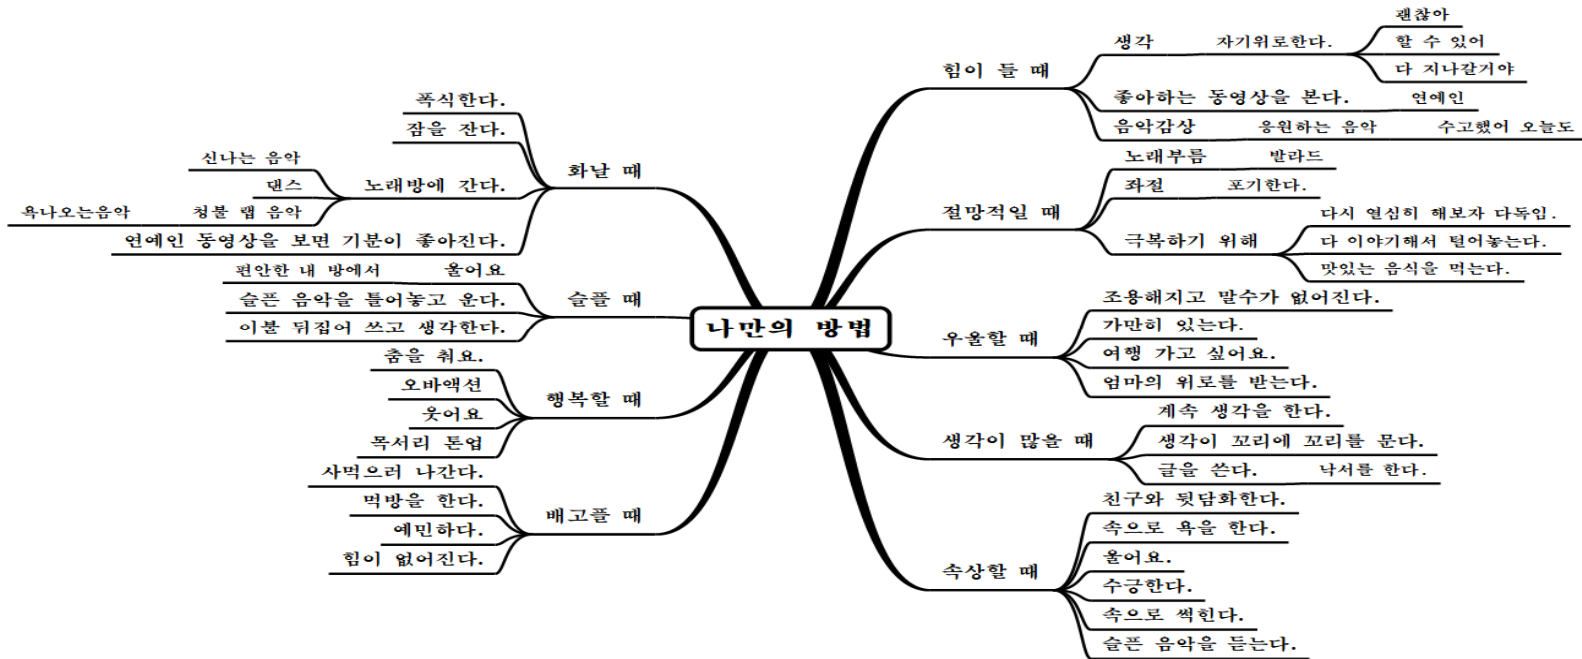 나만의 방법
힘이 들 때
생각
자기위로한다.
괜찮아
할 수 있어
다 지나갈거야
좋아하는 동영상을 본다.
연예인
음악감상
응원하는 음악
수고했어 오늘도
절망적일 때
노래부름
발라드
좌절
포기한다.
극복하기 위해
다시 열심히 해보자 다독임.
다 이야기해서 털어놓는다.
맛있는 음식을 먹는다.
우울할 때
조용해지고 말수가 없어진다.
가만히 있는다.
여행 가고 싶어요.
엄마의 위로를 받는다.
생각이 많을 때
계속 생각을 한다.
생각이 꼬리에 꼬리를 문다.
글을 쓴다.
낙서를 한다.
속상할 때
친구와 뒷담화한다.
속으로 욕을 한다.
울어요.
수긍한다.
속으로 썩힌다.
슬픈 음악을 듣는다.
화날 때
폭식한다.
잠을 잔다.
노래방에 간다.
신나는 음악
댄스
청불 랩 음악
욕나오는음악
연예인 동영상을 보면 기분이 좋아진다.
슬플 때
울어요
편안한 내 방에서
슬픈 음악을 틀어놓고 운다.
이불 뒤집어 쓰고 생각한다.
행복할 때
춤을 춰요.
오바액션
웃어요
목서리 톤업
배고플 때
사먹으러 나간다.
먹방을 한다.
예민하다.
힘이 없어진다.